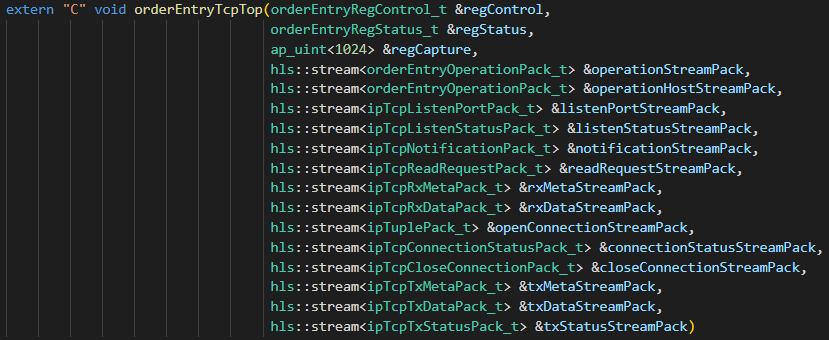 extern "C" void orderEntryTcpTop(orderEntryRegControl_t &regControl,
orderEntryRegStatus_t &regStatus,
ap_uint<1024> &regCapture,
hls::stream<orderEntryOperationPack_t> &operationStreamPack,
hls::stream<orderEntryOperationPack_t> &operationHostStreamPack,
hls::stream<ipTcpListenPortPack_t> &listenPortStreamPack,
hls::stream<ipTcpListenStatusPack_t> &listenStatusStreamPack,
hls::stream<ipTcpNotificationPack_t> &notificationStreamPack,
hls::stream<ipTcpReadRequestPack_t> &readRequestStreamPack,
hls::stream<ipTcpRxMetaPack_t> &rxMetaStreamPack,
hls::stream<ipTcpRxDataPack_t> &rxDataStreamPack,
hls::stream<ipTuplePack_t> &openConnectionStreamPack,
hls::stream<ipTcpConnectionStatusPack_t> &connectionStatusStreamPack,
hls::stream<ipTcpCloseConnectionPack_t> &closeConnectionStreamPack,
hls::stream<ipTcpTxMetaPack_t> &txMetaStreamPack,
hls::stream<ipTcpTxDataPack_t> &txDataStreamPack,
hls::stream<ipTcpTxStatusPack_t> &txStatusStreamPack)